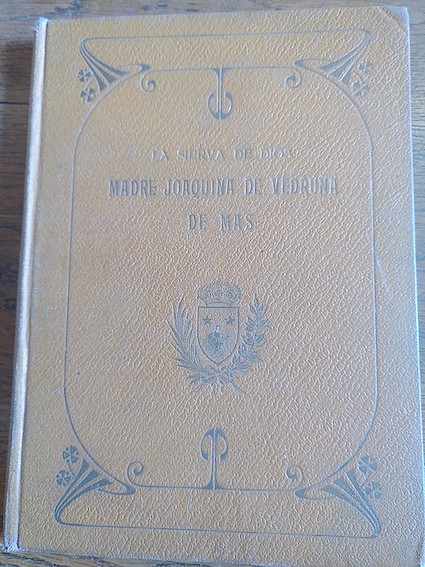 LA SIERVA DE DIOS
MADRE JOAQUINA DE VEDRUNA
DE MAS